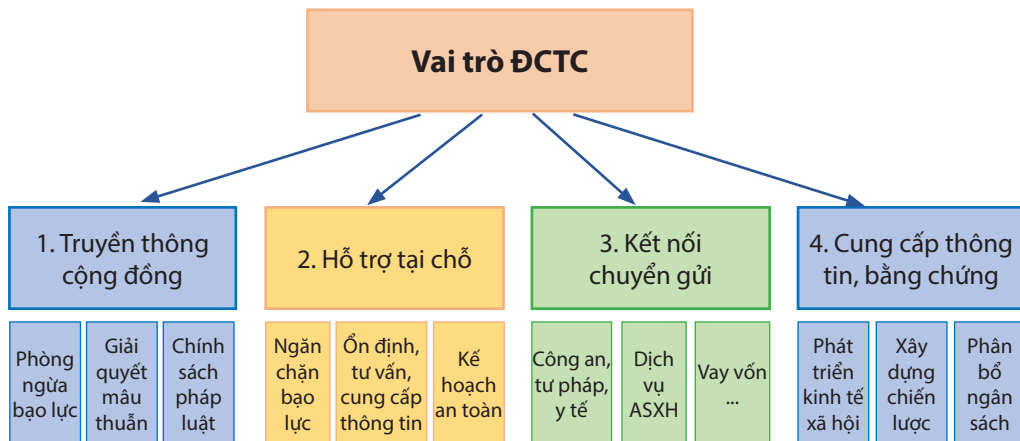 Vai trò ĐCTC
1. Truyền thông
cộng đồng
2. Hỗ trợ tại chỗ
3. Kết nối
chuyển gửi
4. Cung cấp thông
tin, bằng chứng
Phòng
ngừa
bạo lực
Giải
quyết
mâu
thuẫn
Chính
sách
pháp
luật
Ngăn
chặn
bạo
lực
Ổn định,
tư vấn,
cung cấp
thông tin
Kế
hoạch
an toàn
Công an,
tư pháp,
y tế
Dịch
vụ
ASXH
Vay vốn
...
Phát
triển
kinh tế
xã hội
Xây
dựng
chiến
lược
Phân
bổ
ngân
sách